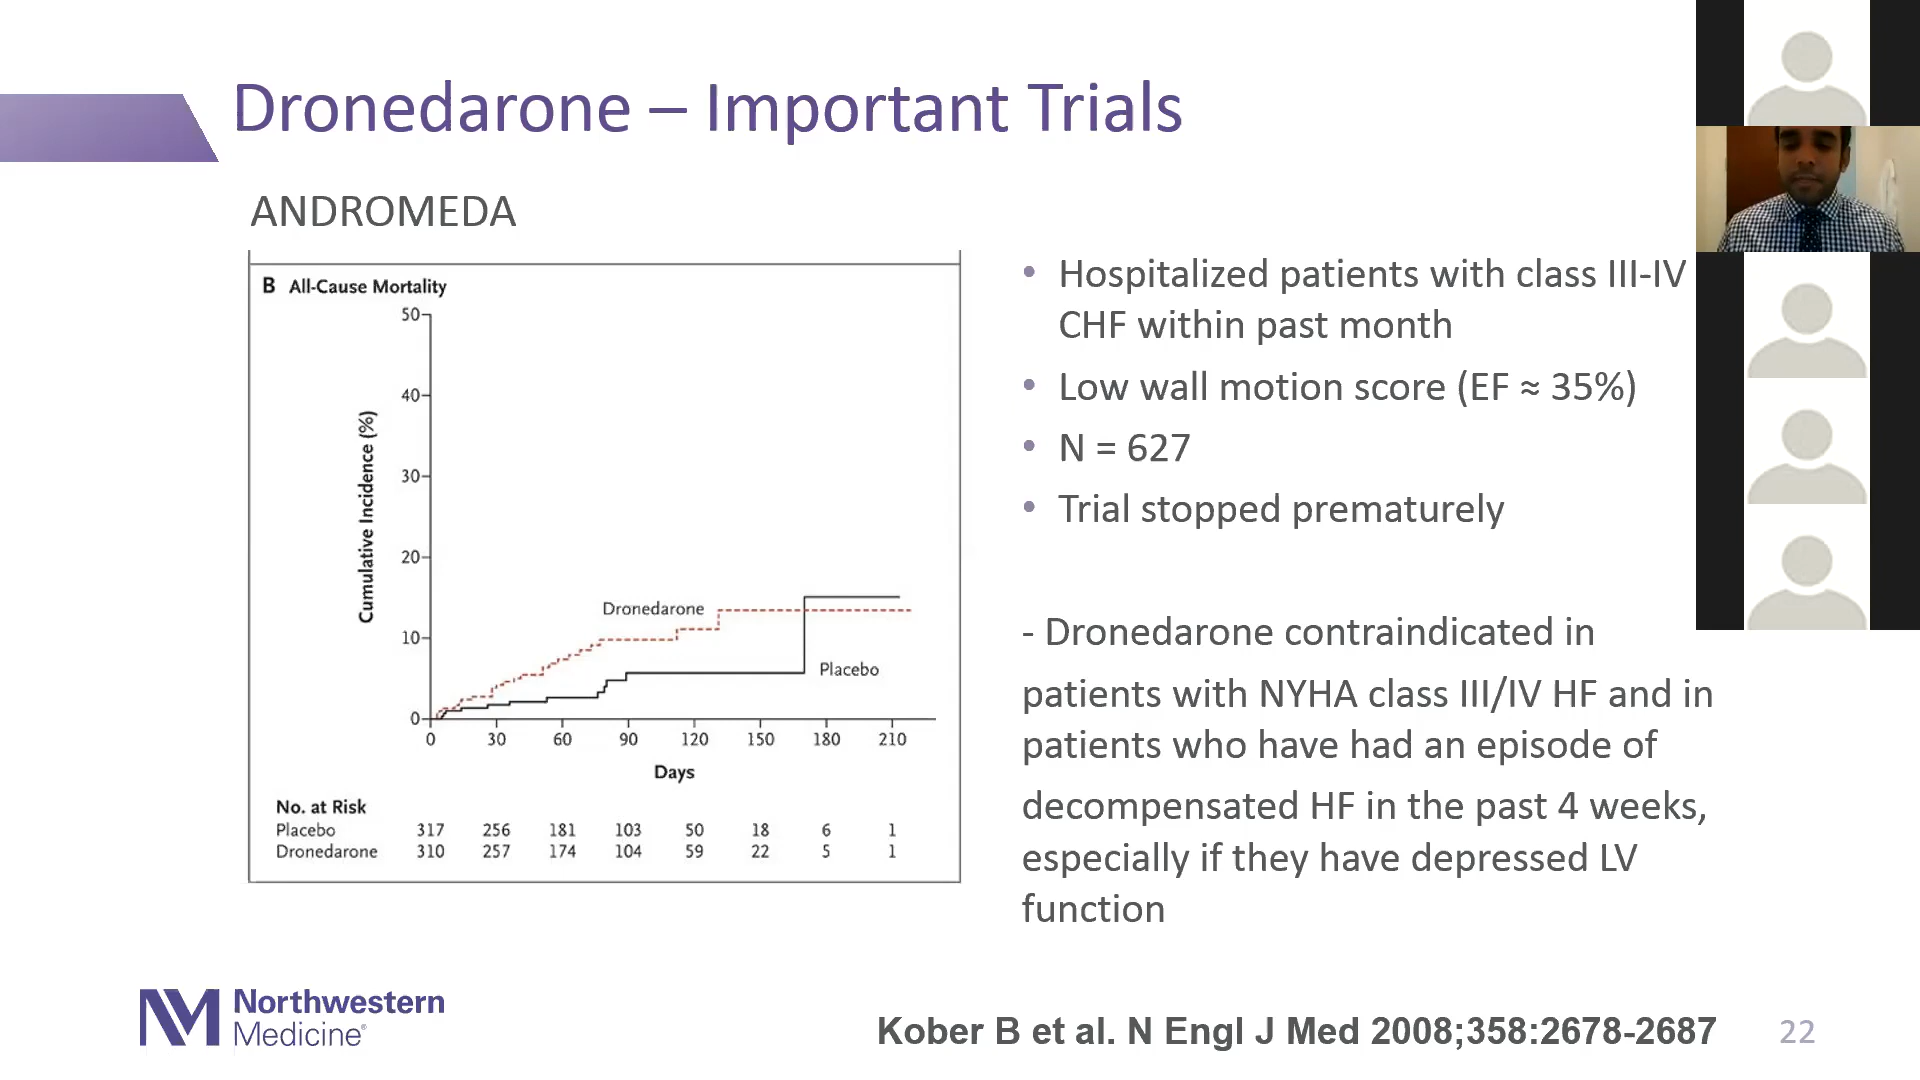 Dronedarone – Important Trials
ANDROMEDA
B All-Cause Mortality
50
40
30
20
10
0
Cumulative Incidence (%)
Dronedarone
Placebo
0 30 60 90 120 150 180 210
Days
No. at Risk
Placebo 317 256 181 103 50 18 6 1
Dronedarone 310 257 174 104 59 22 5 1
• Hospitalized patients with class III-IV
CHF within past month
• Low wall motion score (EF ≈ 35%)
• N = 627
• Trial stopped prematurely
- Dronedarone contraindicated in
patients with NYHA class III/IV HF and in
patients who have had an episode of
decompensated HF in the past 4 weeks,
especially if they have depressed LV
function
NM Northwestern
Medicine®
Kober B et al. N Engl J Med 2008;358:2678-2687
22